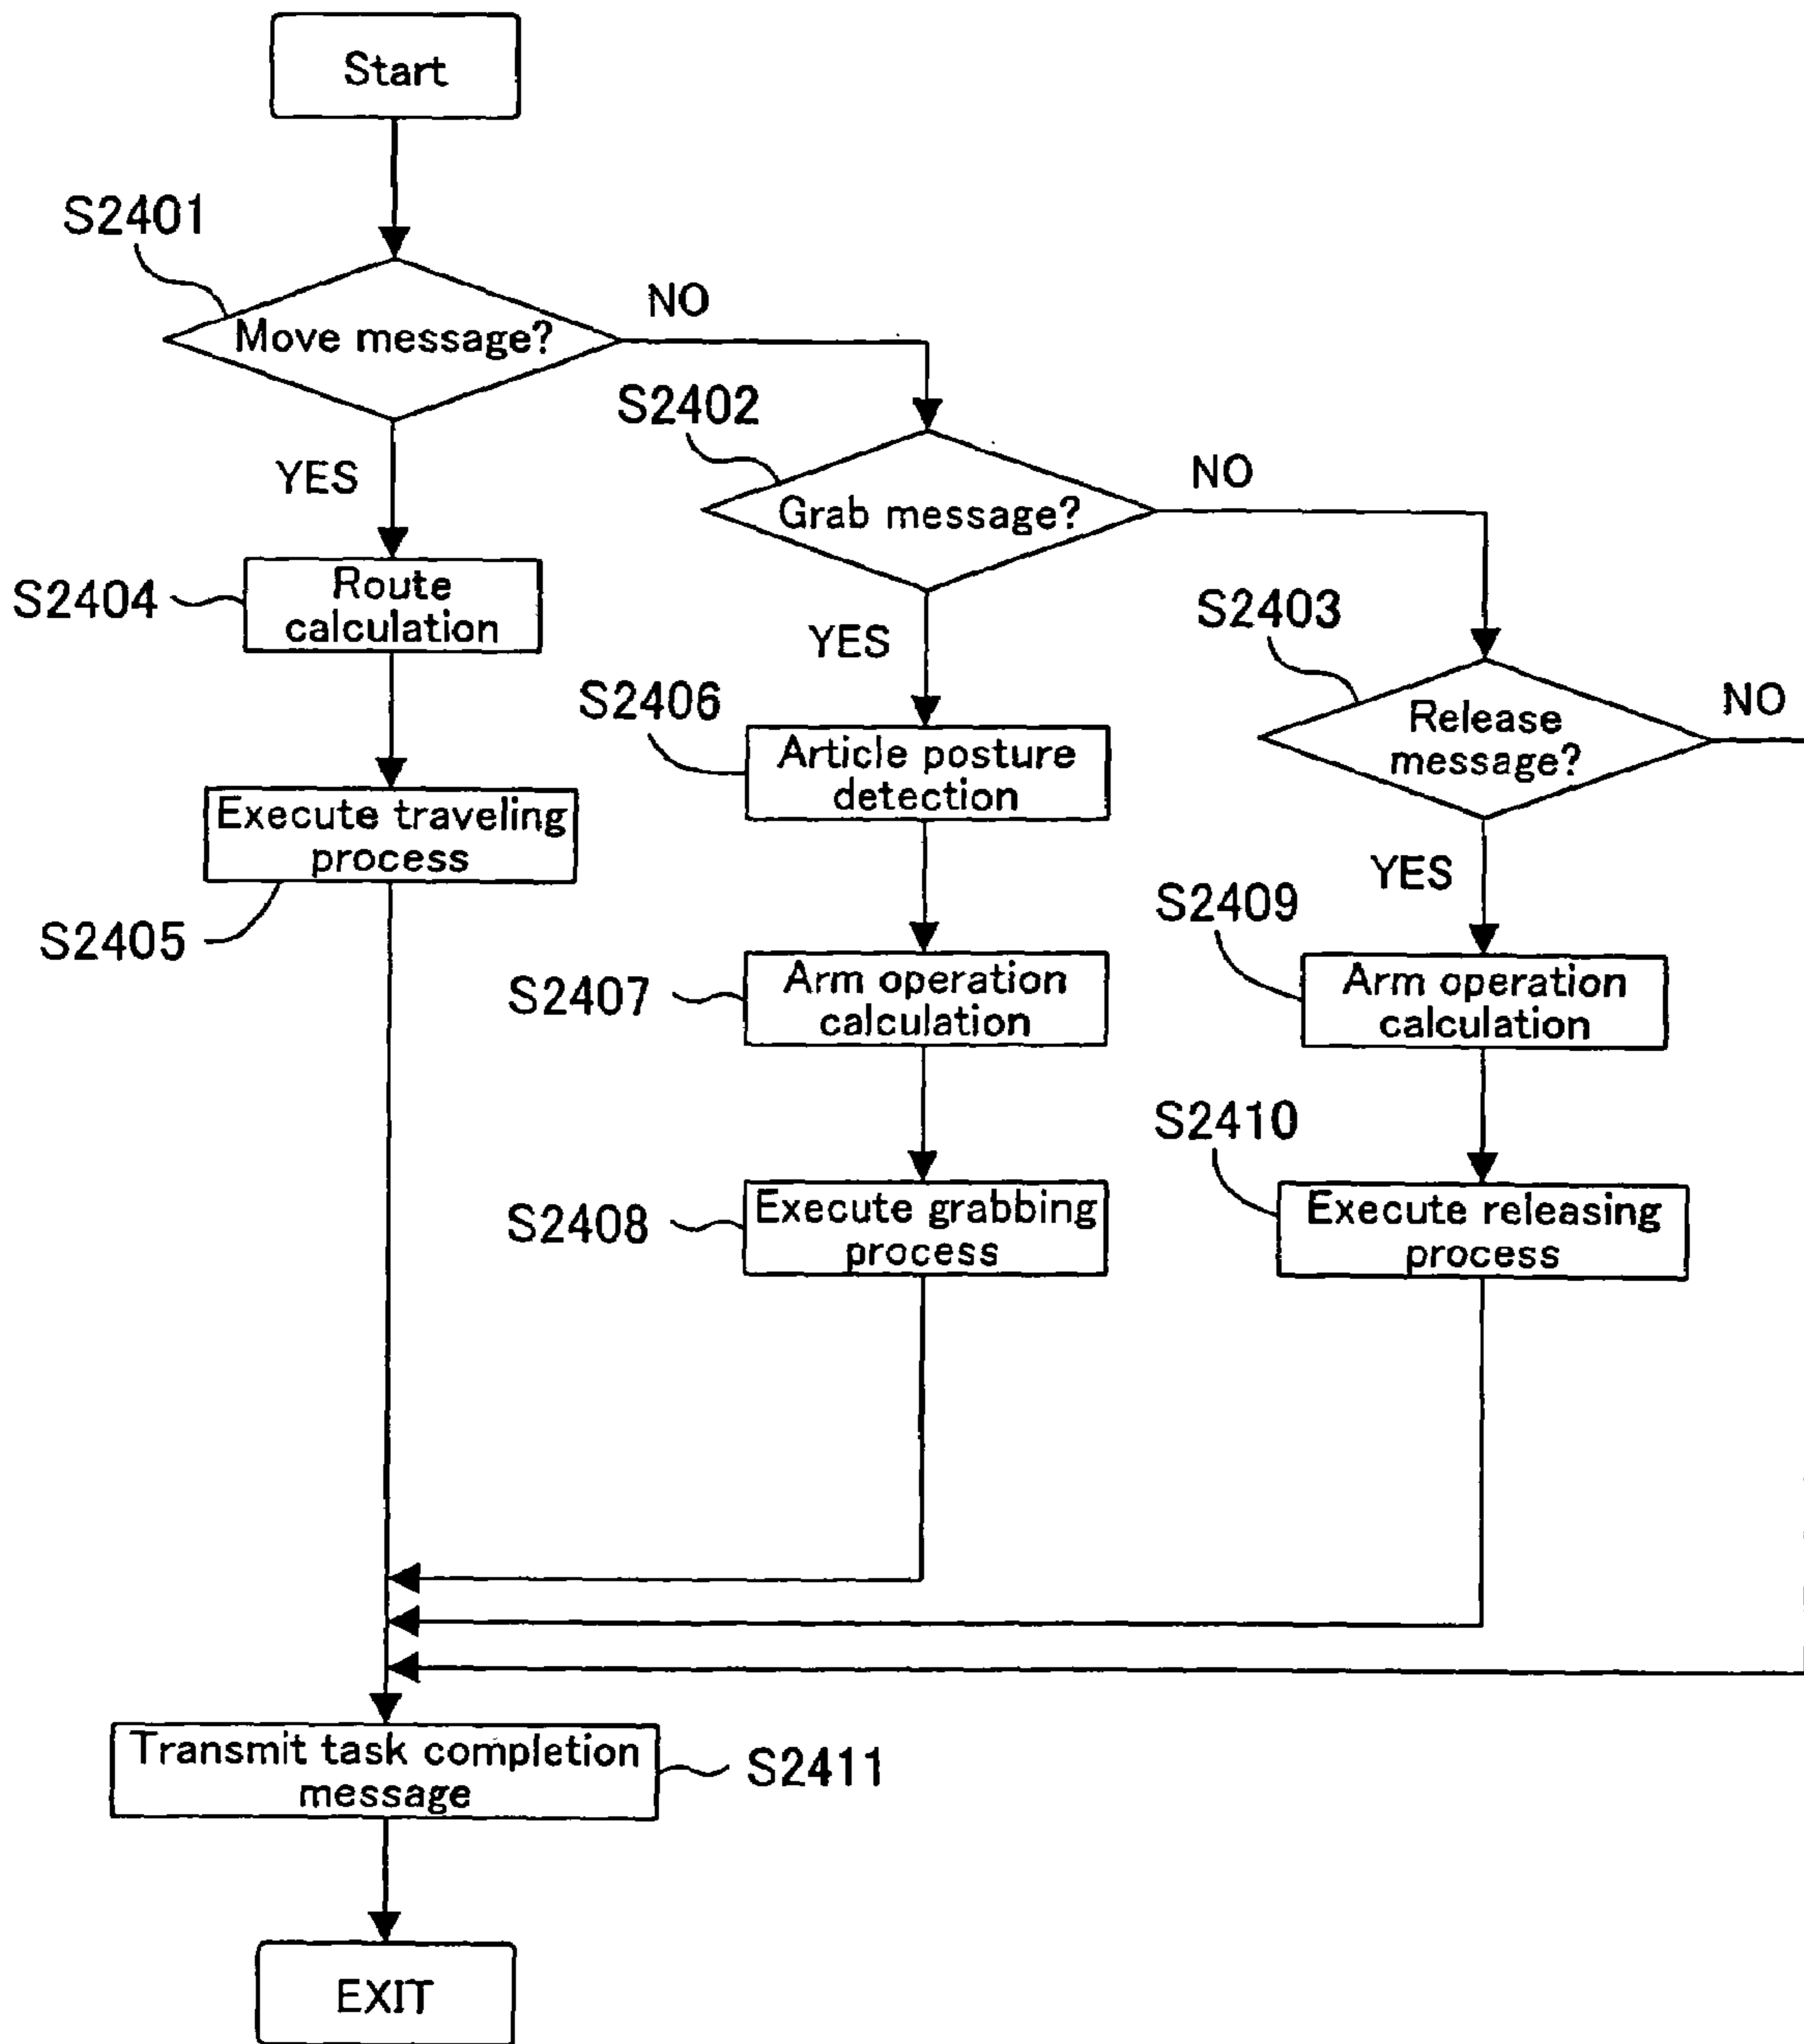 Start
S2401
Move message?
NO
S2402
YES
Grab message?
NO
S2404
Route
calculation
S2403
YES
S2406
Release
message?
NO
Article posture
detection
Execute traveling
process
S2405
YES
S2409
S2407
Arm operation
calculation
Arm operation
calculation
S2410
S2408
Execute grabbing
process
Execute releasing
process
Transmit task completion
message
S2411
EXIT